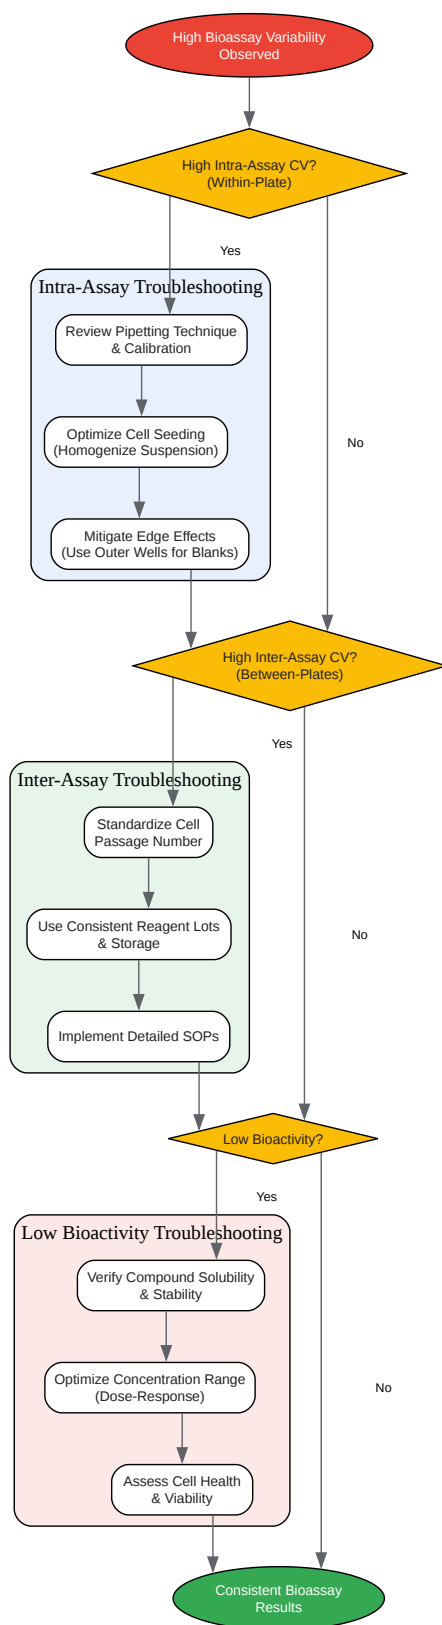 High Bioassay Variability
Observed
High Intra-Assay CV?
(Within-Plate)
Yes
Intra-Assay Troubleshooting
Review Pipetting Technique
& Calibration
Optimize Cell Seeding
(Homogenize Suspension)
No
Mitigate Edge Effects
(Use Outer Wells for Blanks)
High Inter-Assay CV?
(Between-Plates)
Yes
Inter-Assay Troubleshooting
Standardize Cell
Passage Number
Use Consistent Reagent Lots
& Storage
No
Implement Detailed SOPs
Low Bioactivity?
Yes
Low Bioactivity Troubleshooting
Verify Compound Solubility
& Stability
Optimize Concentration Range
(Dose-Response)
No
Assess Cell Health
& Viability
Consistent Bioassay
Results